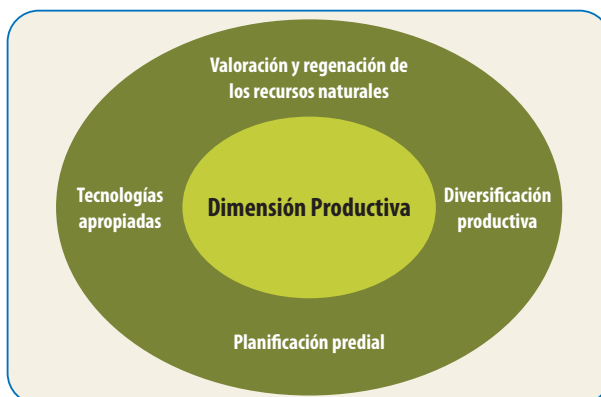 Valoración y regenación de
los recursos naturales
Tecnologías
apropiadas
Dimensión Productiva
Diversificación
productiva
Planificación predial